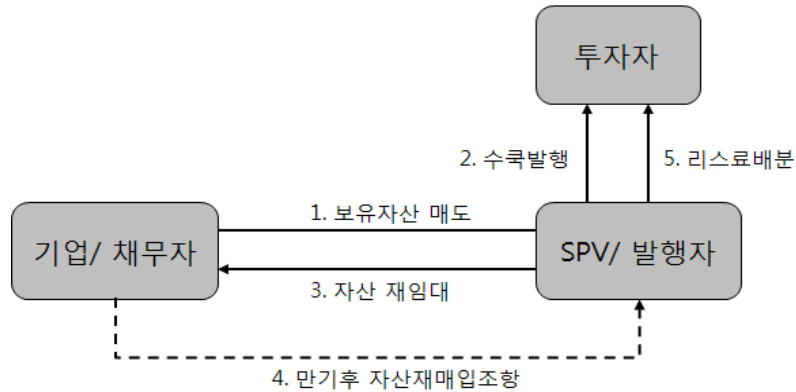 투자자
2. 수쿡발행
5. 리스료배분
1. 보유자산 매도
기업/ 채무자
SPV/ 발행자
3. 자산 재임대
4. 만기후 자산재매입조항